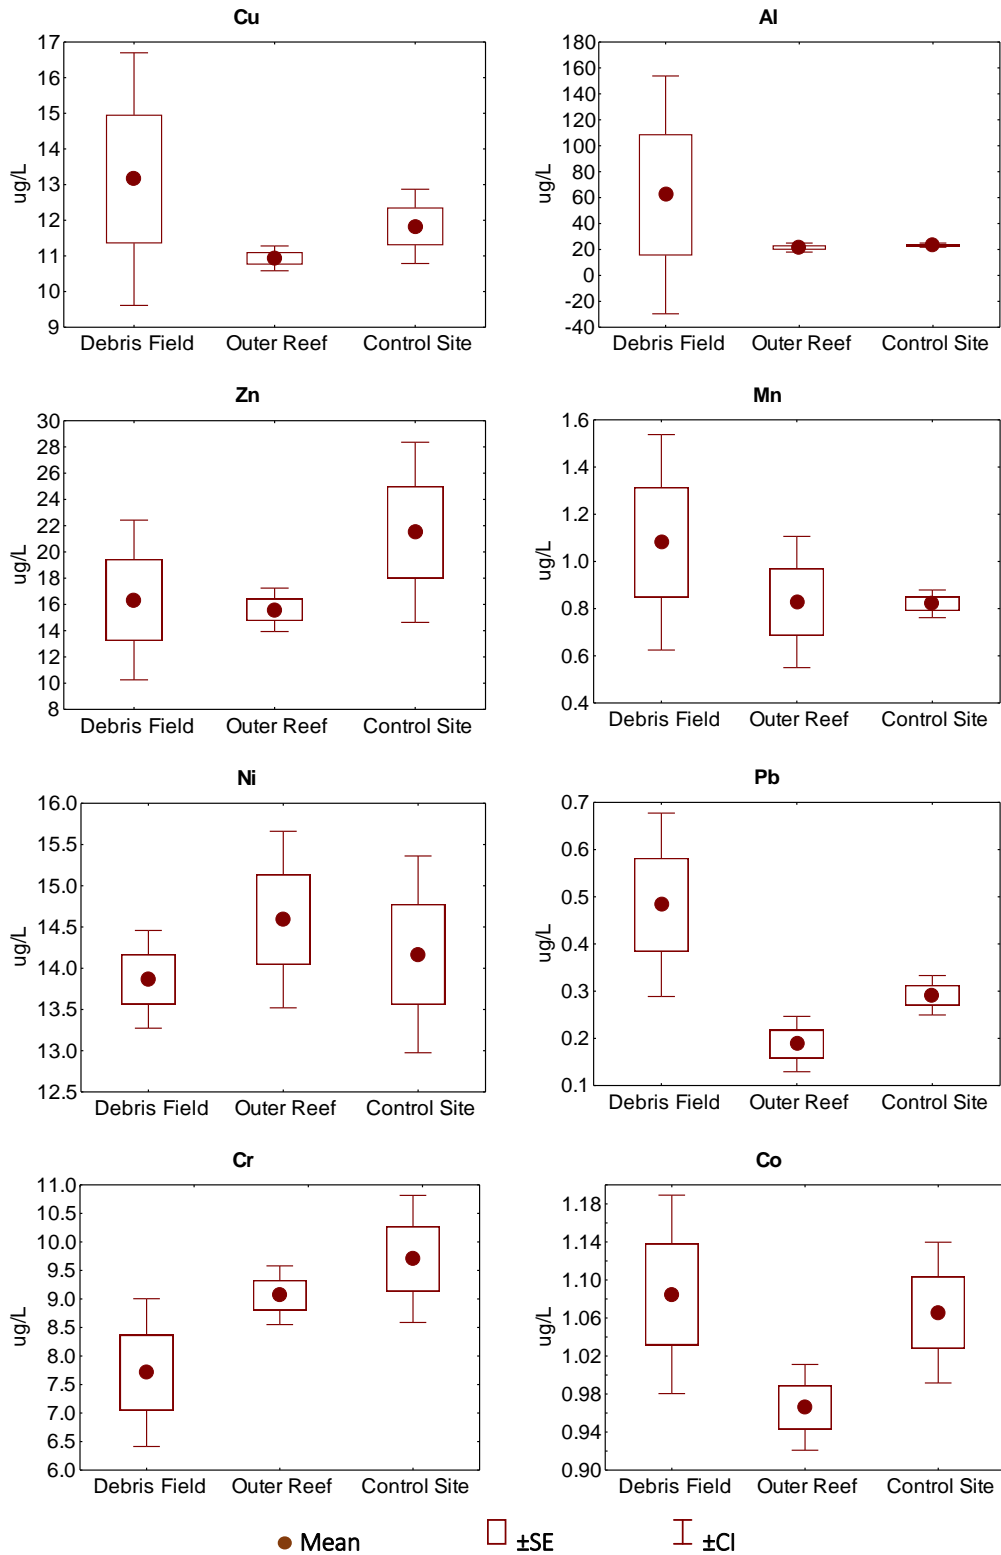 Cu
17
16
15
14
13
12
11
10
9
ug/L
Debris Field Outer Reef Control Site
Al
180
160
140
120
100
80
60
40
20
0
-20
-40
ug/L
Debris Field Outer Reef Control Site
Zn
30
28
26
24
22
20
18
16
14
12
10
8
ug/L
Debris Field Outer Reef Control Site
Mn
1.6
1.4
1.2
1.0
0.8
0.6
0.4
ug/L
Debris Field Outer Reef Control Site
Ni
16.0
15.5
15.0
14.5
14.0
13.5
13.0
12.5
ug/L
Debris Field Outer Reef Control Site
Pb
0.7
0.6
0.5
0.4
0.3
0.2
0.1
ug/L
Debris Field Outer Reef Control Site
Cr
11.0
10.5
10.0
9.5
9.0
8.5
8.0
7.5
7.0
6.5
6.0
ug/L
Debris Field Outer Reef Control Site
Co
1.18
1.14
1.10
1.06
1.02
0.98
0.94
0.90
ug/L
Debris Field Outer Reef Control Site
Mean ±SE ±CI